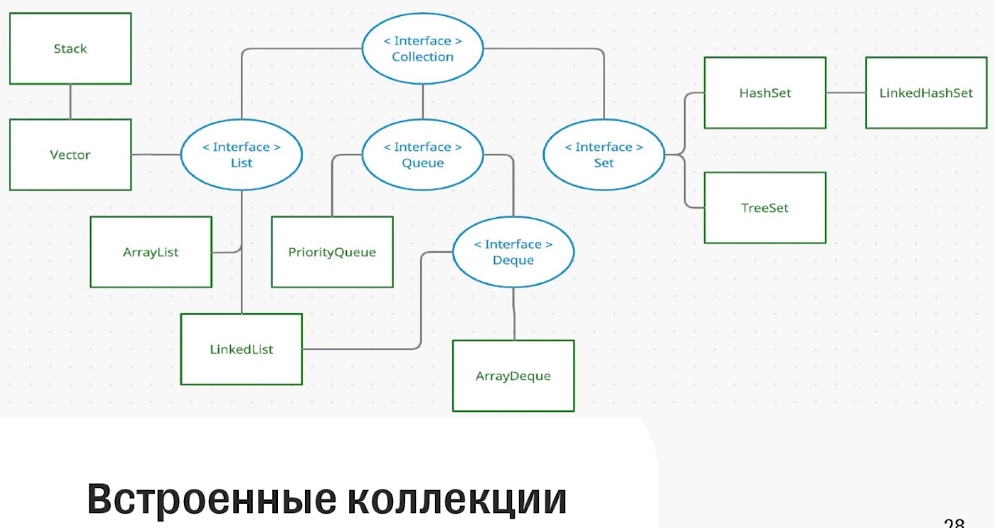 Stack
< Interface >
Collection
HashSet
LinkedHashSet
Vector
< Interface >
List
< Interface >
Queue
< Interface >
Set
TreeSet
ArrayList
PriorityQueue
< Interface >
Deque
LinkedList
ArrayDeque
Встроенные коллекции
28